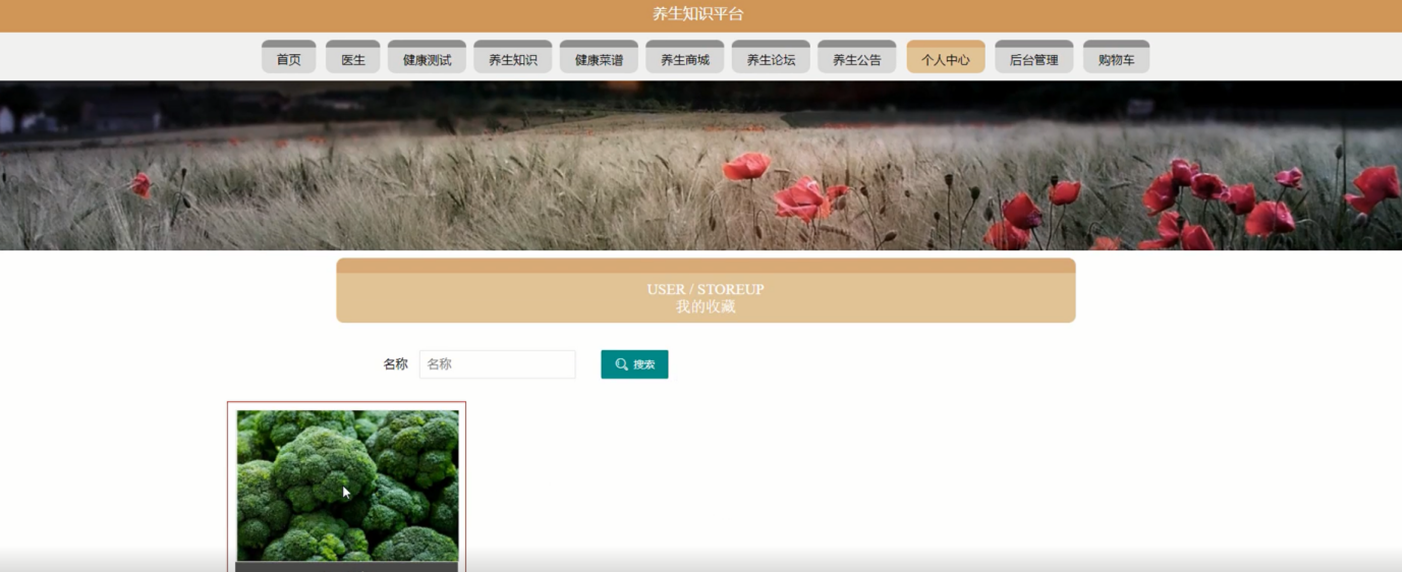 养生知识平台
首页 医生 健康测试 养生知识 健康菜谱 养生商城 养生论坛 养生公告 个人中心 后台管理 购物车
USER / STOREUP
我的收藏
名称 名称 搜索